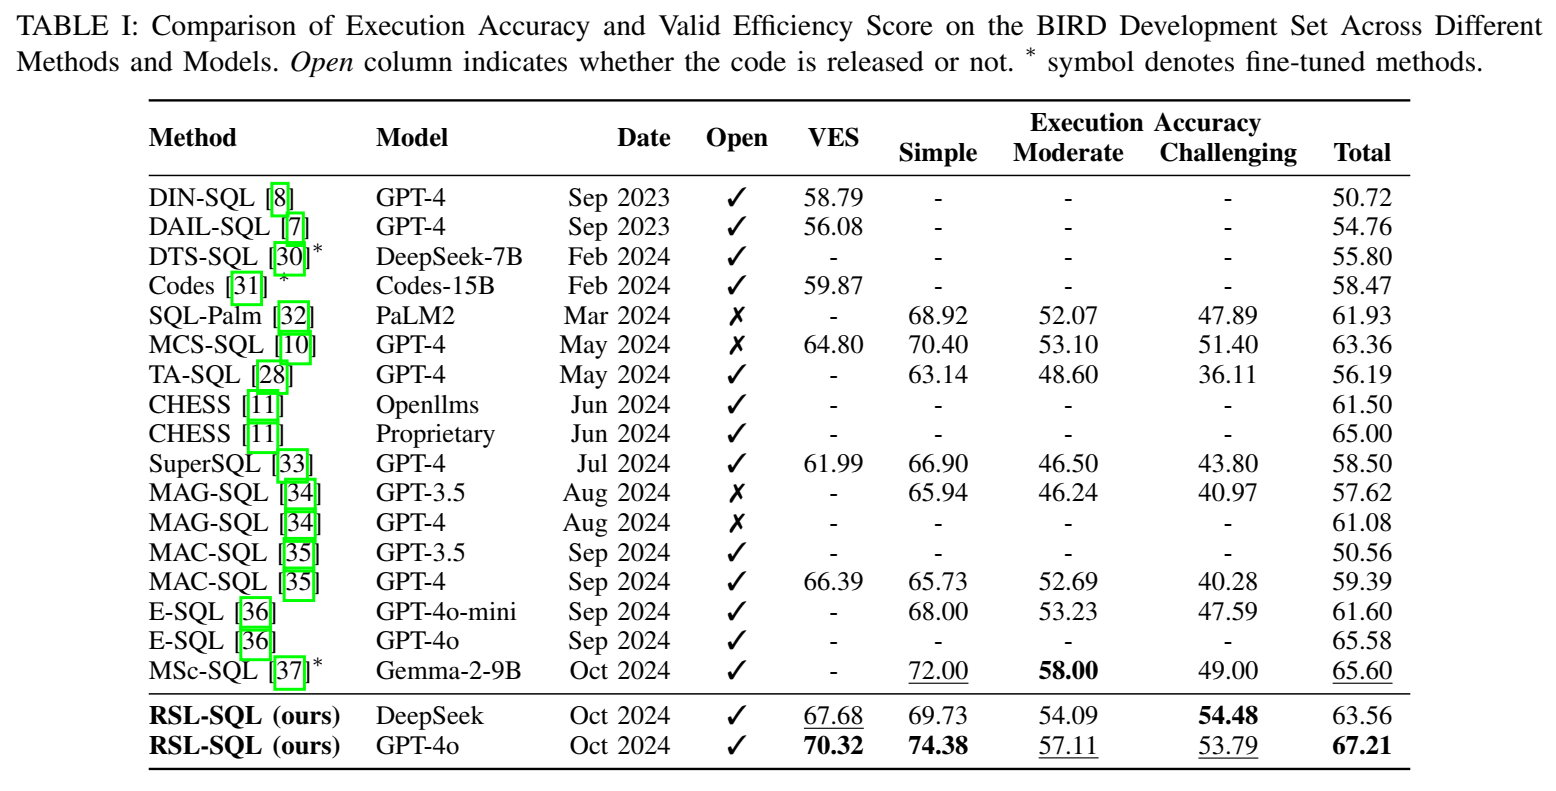 TABLE I: Comparison of Execution Accuracy and Valid Efficiency Score on the BIRD Development Set Across Different
Methods and Models. Open column indicates whether the code is released or not. * symbol denotes fine-tuned methods.
Method Model Date Open VES Execution Accuracy
Simple Moderate Challenging Total
DIN-SQL [8] GPT-4 Sep 2023 ✓ 58.79 - - - 50.72
DAIL-SQL [7] GPT-4 Sep 2023 ✓ 56.08 - - - 54.76
DTS-SQL [30]* DeepSeek-7B Feb 2024 ✓ - - - - 55.80
Codes [31] * Codes-15B Feb 2024 ✓ 59.87 - - - 58.47
SQL-Palm [32] PaLM2 Mar 2024 ✗ - 68.92 52.07 47.89 61.93
MCS-SQL [10] GPT-4 May 2024 ✗ 64.80 70.40 53.10 51.40 63.36
TA-SQL [28] GPT-4 May 2024 ✓ - 63.14 48.60 36.11 56.19
CHESS [11] Openllms Jun 2024 ✓ - - - - 61.50
CHESS [11] Proprietary Jun 2024 ✓ - - - - 65.00
SuperSQL [33] GPT-4 Jul 2024 ✓ 61.99 66.90 46.50 43.80 58.50
MAG-SQL [34] GPT-3.5 Aug 2024 ✗ - 65.94 46.24 40.97 57.62
MAG-SQL [34] GPT-4 Aug 2024 ✗ - - - - 61.08
MAC-SQL [35] GPT-3.5 Sep 2024 ✓ - - - - 50.56
MAC-SQL [35] GPT-4 Sep 2024 ✓ 66.39 65.73 52.69 40.28 59.39
E-SQL [36] GPT-4o-mini Sep 2024 ✓ - 68.00 53.23 47.59 61.60
E-SQL [36] GPT-4o Sep 2024 ✓ - - - - 65.58
MSc-SQL [37]* Gemma-2-9B Oct 2024 ✓ - 72.00 58.00 49.00 65.60
RSL-SQL (ours) DeepSeek Oct 2024 ✓ 67.68 69.73 54.09 54.48 63.56
RSL-SQL (ours) GPT-4o Oct 2024 ✓ 70.32 74.38 57.11 53.79 67.21